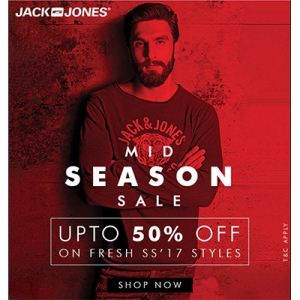 JACK & JONES®
JACK & JONES
MID
SEASON
SALE
UPTO 50% OFF
ON FRESH SS'17 STYLES
SHOP NOW
T&C APPLY